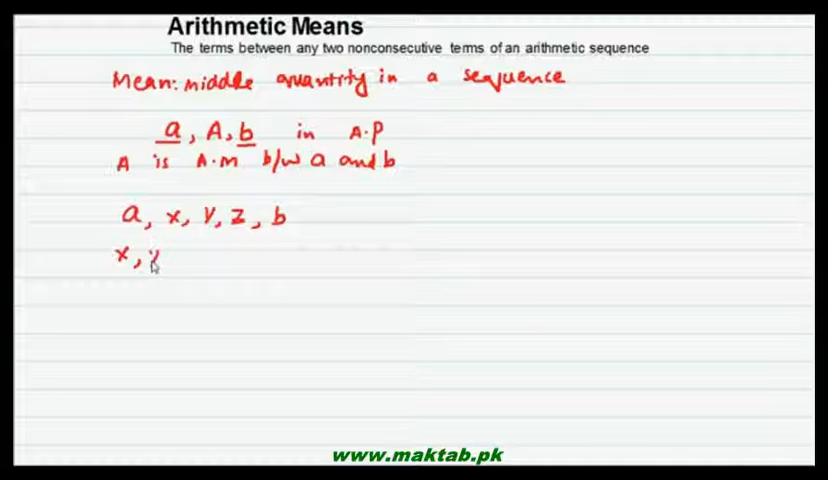 Arithmetic Means
The terms between any two nonconsecutive terms of an arithmetic sequence
Mean: middle quantity in a sequence
a, A, b in A.P
A is A.M b/w a and b
a, x, y, z, b
x,
www.maktab.pk